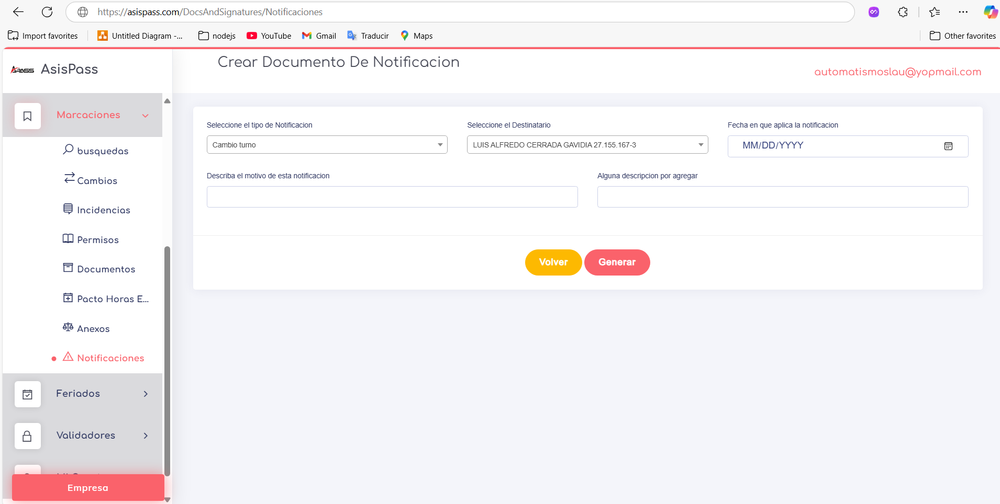 https://asispass.com/DocsAndSignatures/Notificaciones
Import favorites
Untitled Diagram -...
nodejs
YouTube
Gmail
Traducir
Maps
Other favorites
APASS AsisPass
Crear Documento De Notificacion
automatismoslau@yopmail.com
Marcaciones
busquedas
Cambios
Incidencias
Permisos
Documentos
Pacto Horas E...
Anexos
Notificaciones
Feriados
Validadores
Empresa
Seleccione el tipo de Notificacion
Cambio turno
Seleccione el Destinatario
LUIS ALFREDO CERRADA GAVIDIA 27.155.167-3
Fecha en que aplica la notificacion
MM/DD/YYYY
Describa el motivo de esta notificacion
Alguna descripcion por agregar
Volver
Generar